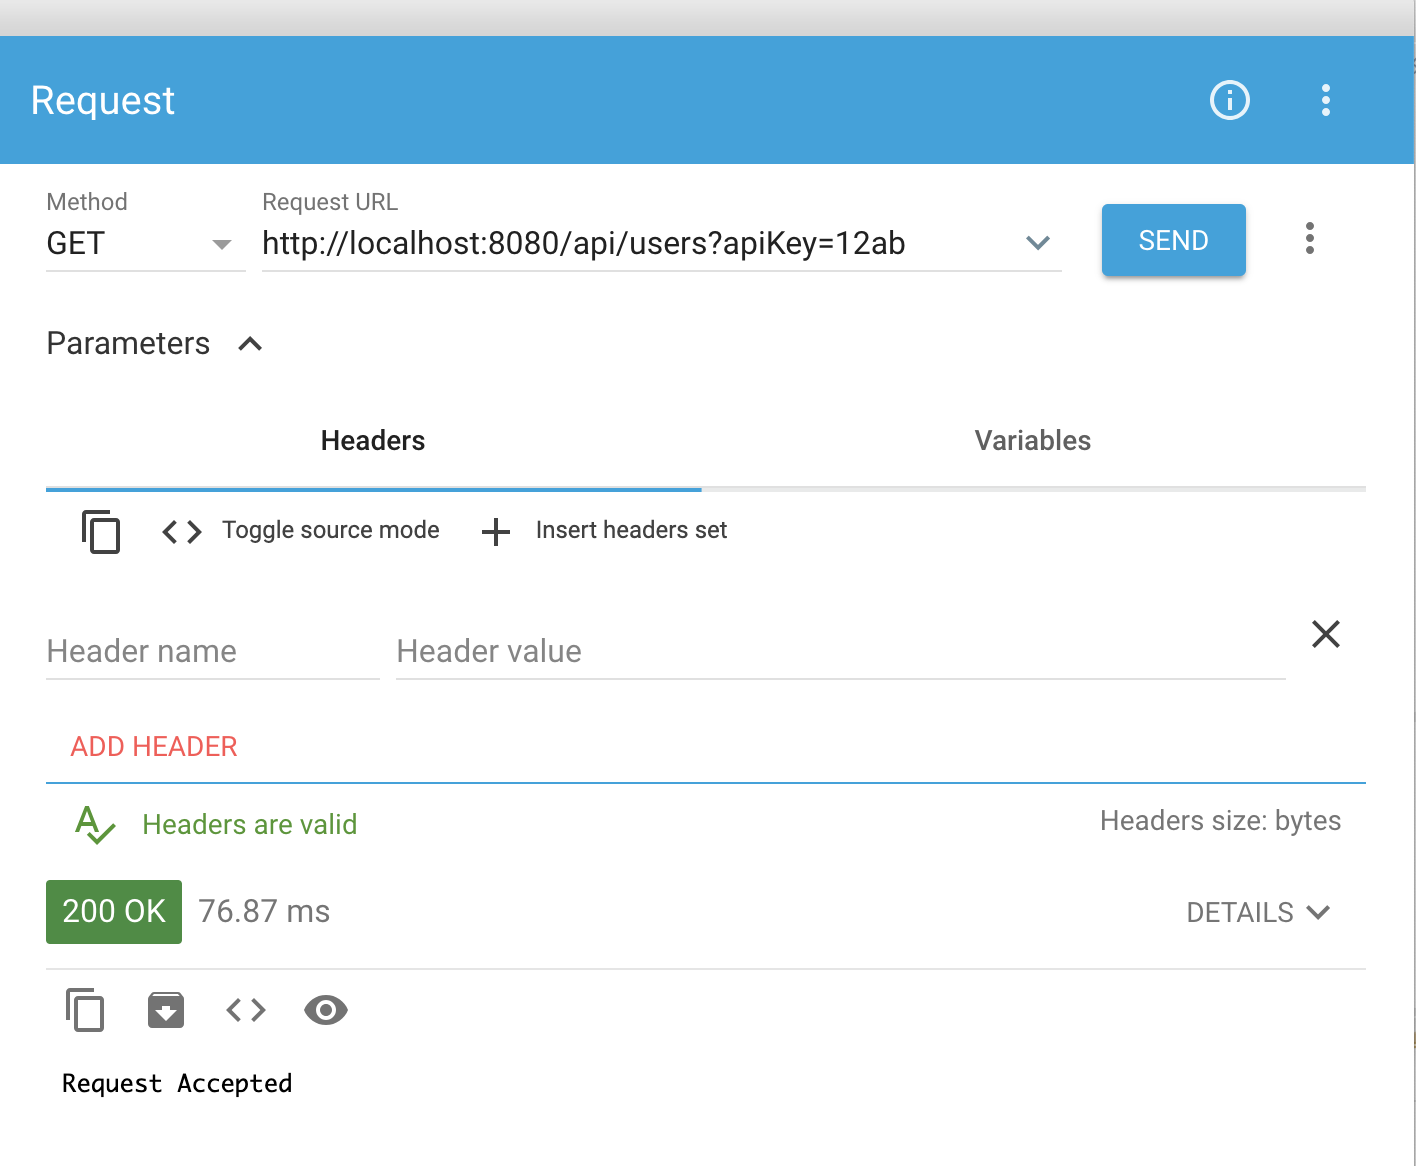 Request
Method
Request URL
GET
http://localhost:8080/api/users?apiKey=12ab
SEND
Parameters
Headers
Variables
Toggle source mode
Insert headers set
Header name
Header value
ADD HEADER
Headers are valid
Headers size: bytes
200 OK
76.87 ms
DETAILS
Request Accepted